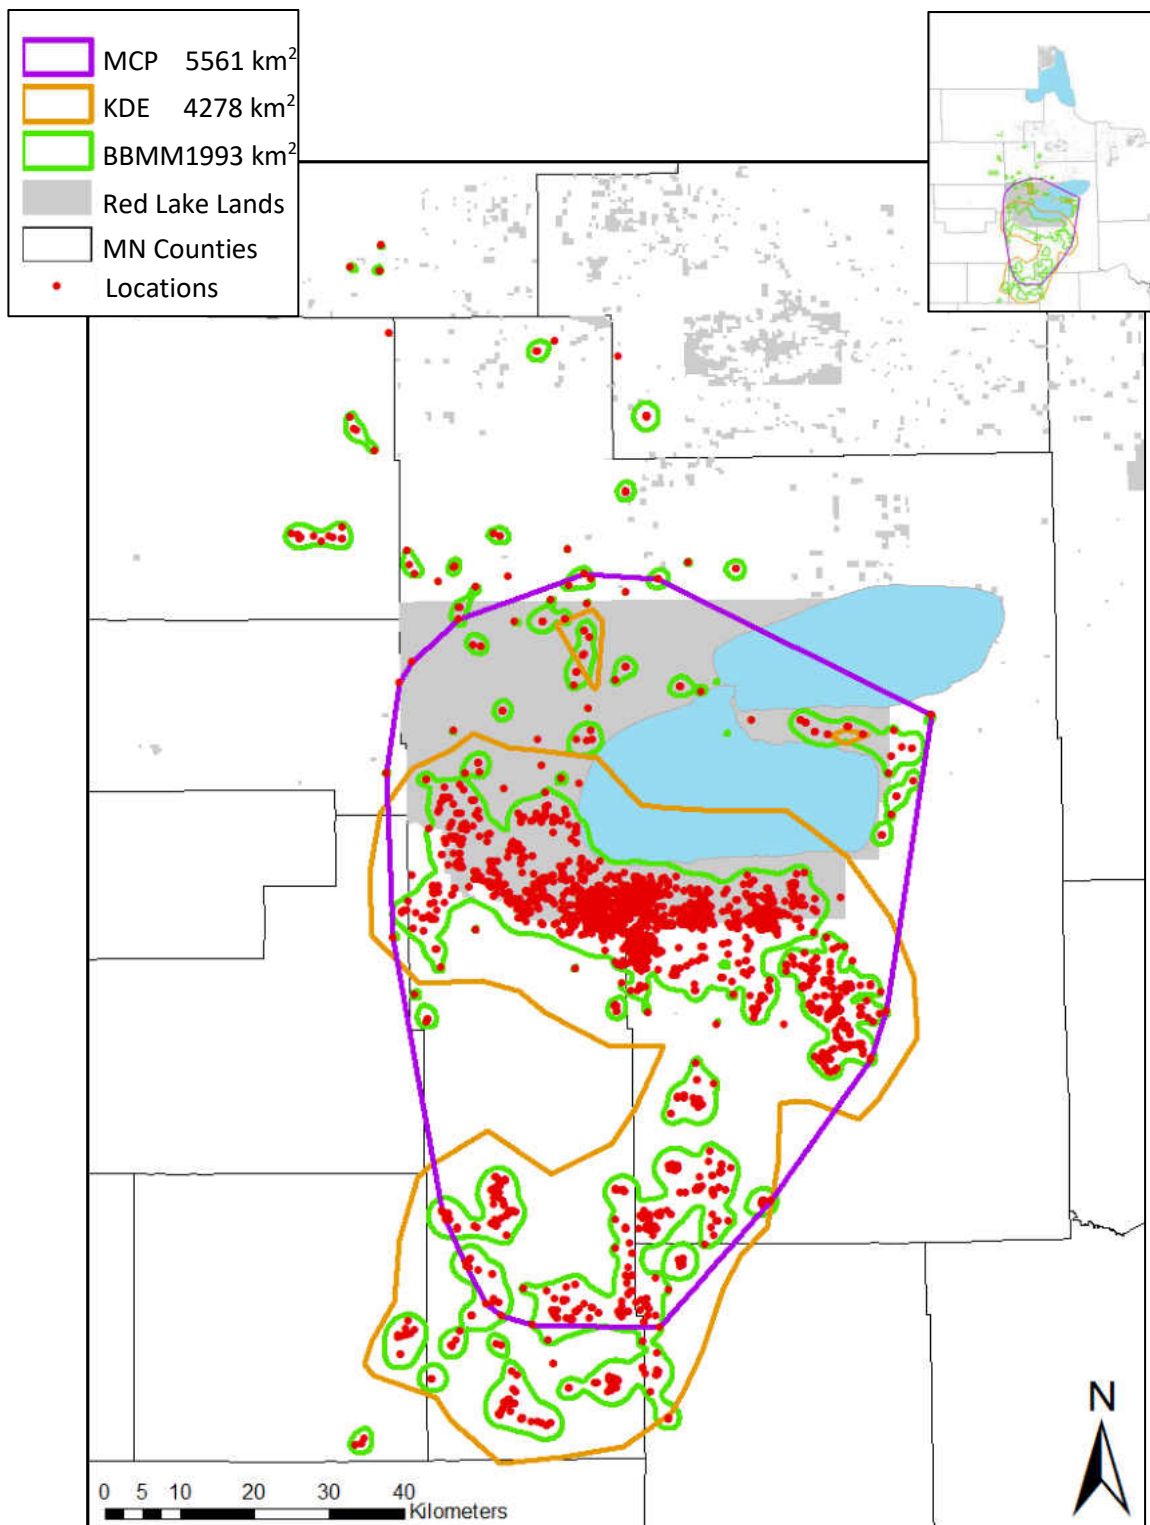 MCP 5561 km²
KDE 4278 km²
BBMM1993 km²
Red Lake Lands
MN Counties
Locations
N
0 5 10 20 30 40
Kilometers